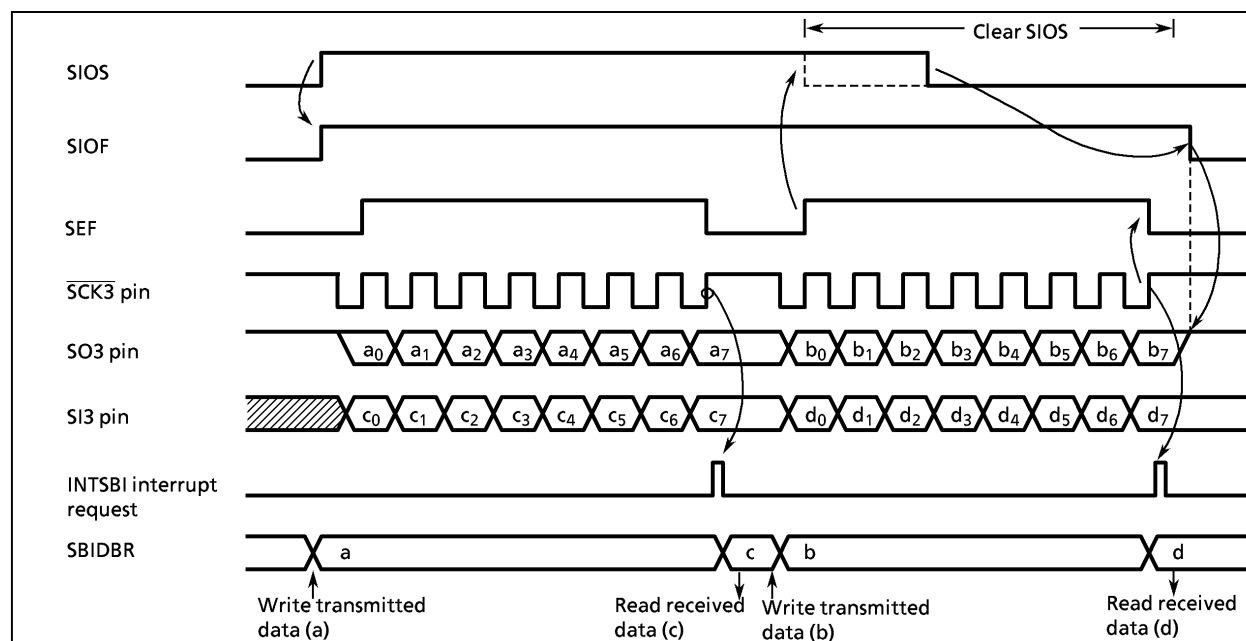 Clear SIOS
SIOS
SIOF
SEF
SCK3 pin
SO3 pin
a0 a1 a2 a3 a4 a5 a6 a7 b0 b1 b2 b3 b4 b5 b6 b7
SI3 pin
c0 c1 c2 c3 c4 c5 c6 c7 d0 d1 d2 d3 d4 d5 d6 d7
INTSBI interrupt
request
SBIDBR
a c b d
Write transmitted
data (a)
Read received
data (c)
Write transmitted
data (b)
Read received
data (d)